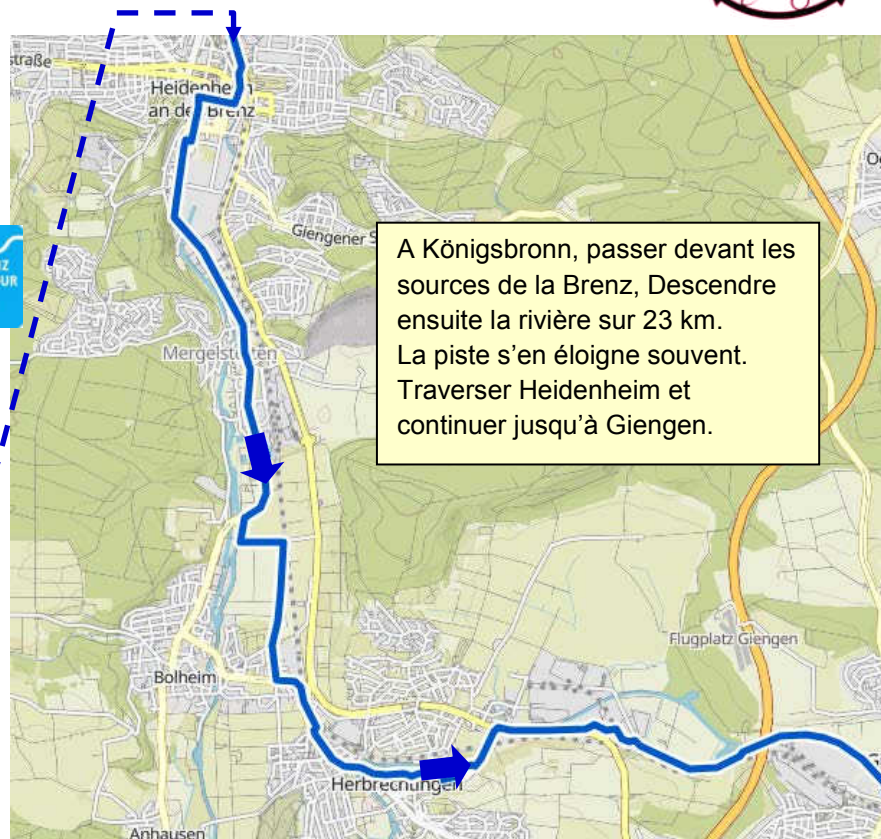 straße
Heidenheim
an der Brenz
NZ
UR
Giengener S
A Königsbronn, passer devant les
sources de la Brenz, Descendre
ensuite la rivière sur 23 km.
La piste s'en éloigne souvent.
Traverser Heidenheim et
continuer jusqu'à Giengen.
Mergelstetten
Flugplatz Giengen
Bolheim
G
Herbrechtingen
Anhausen